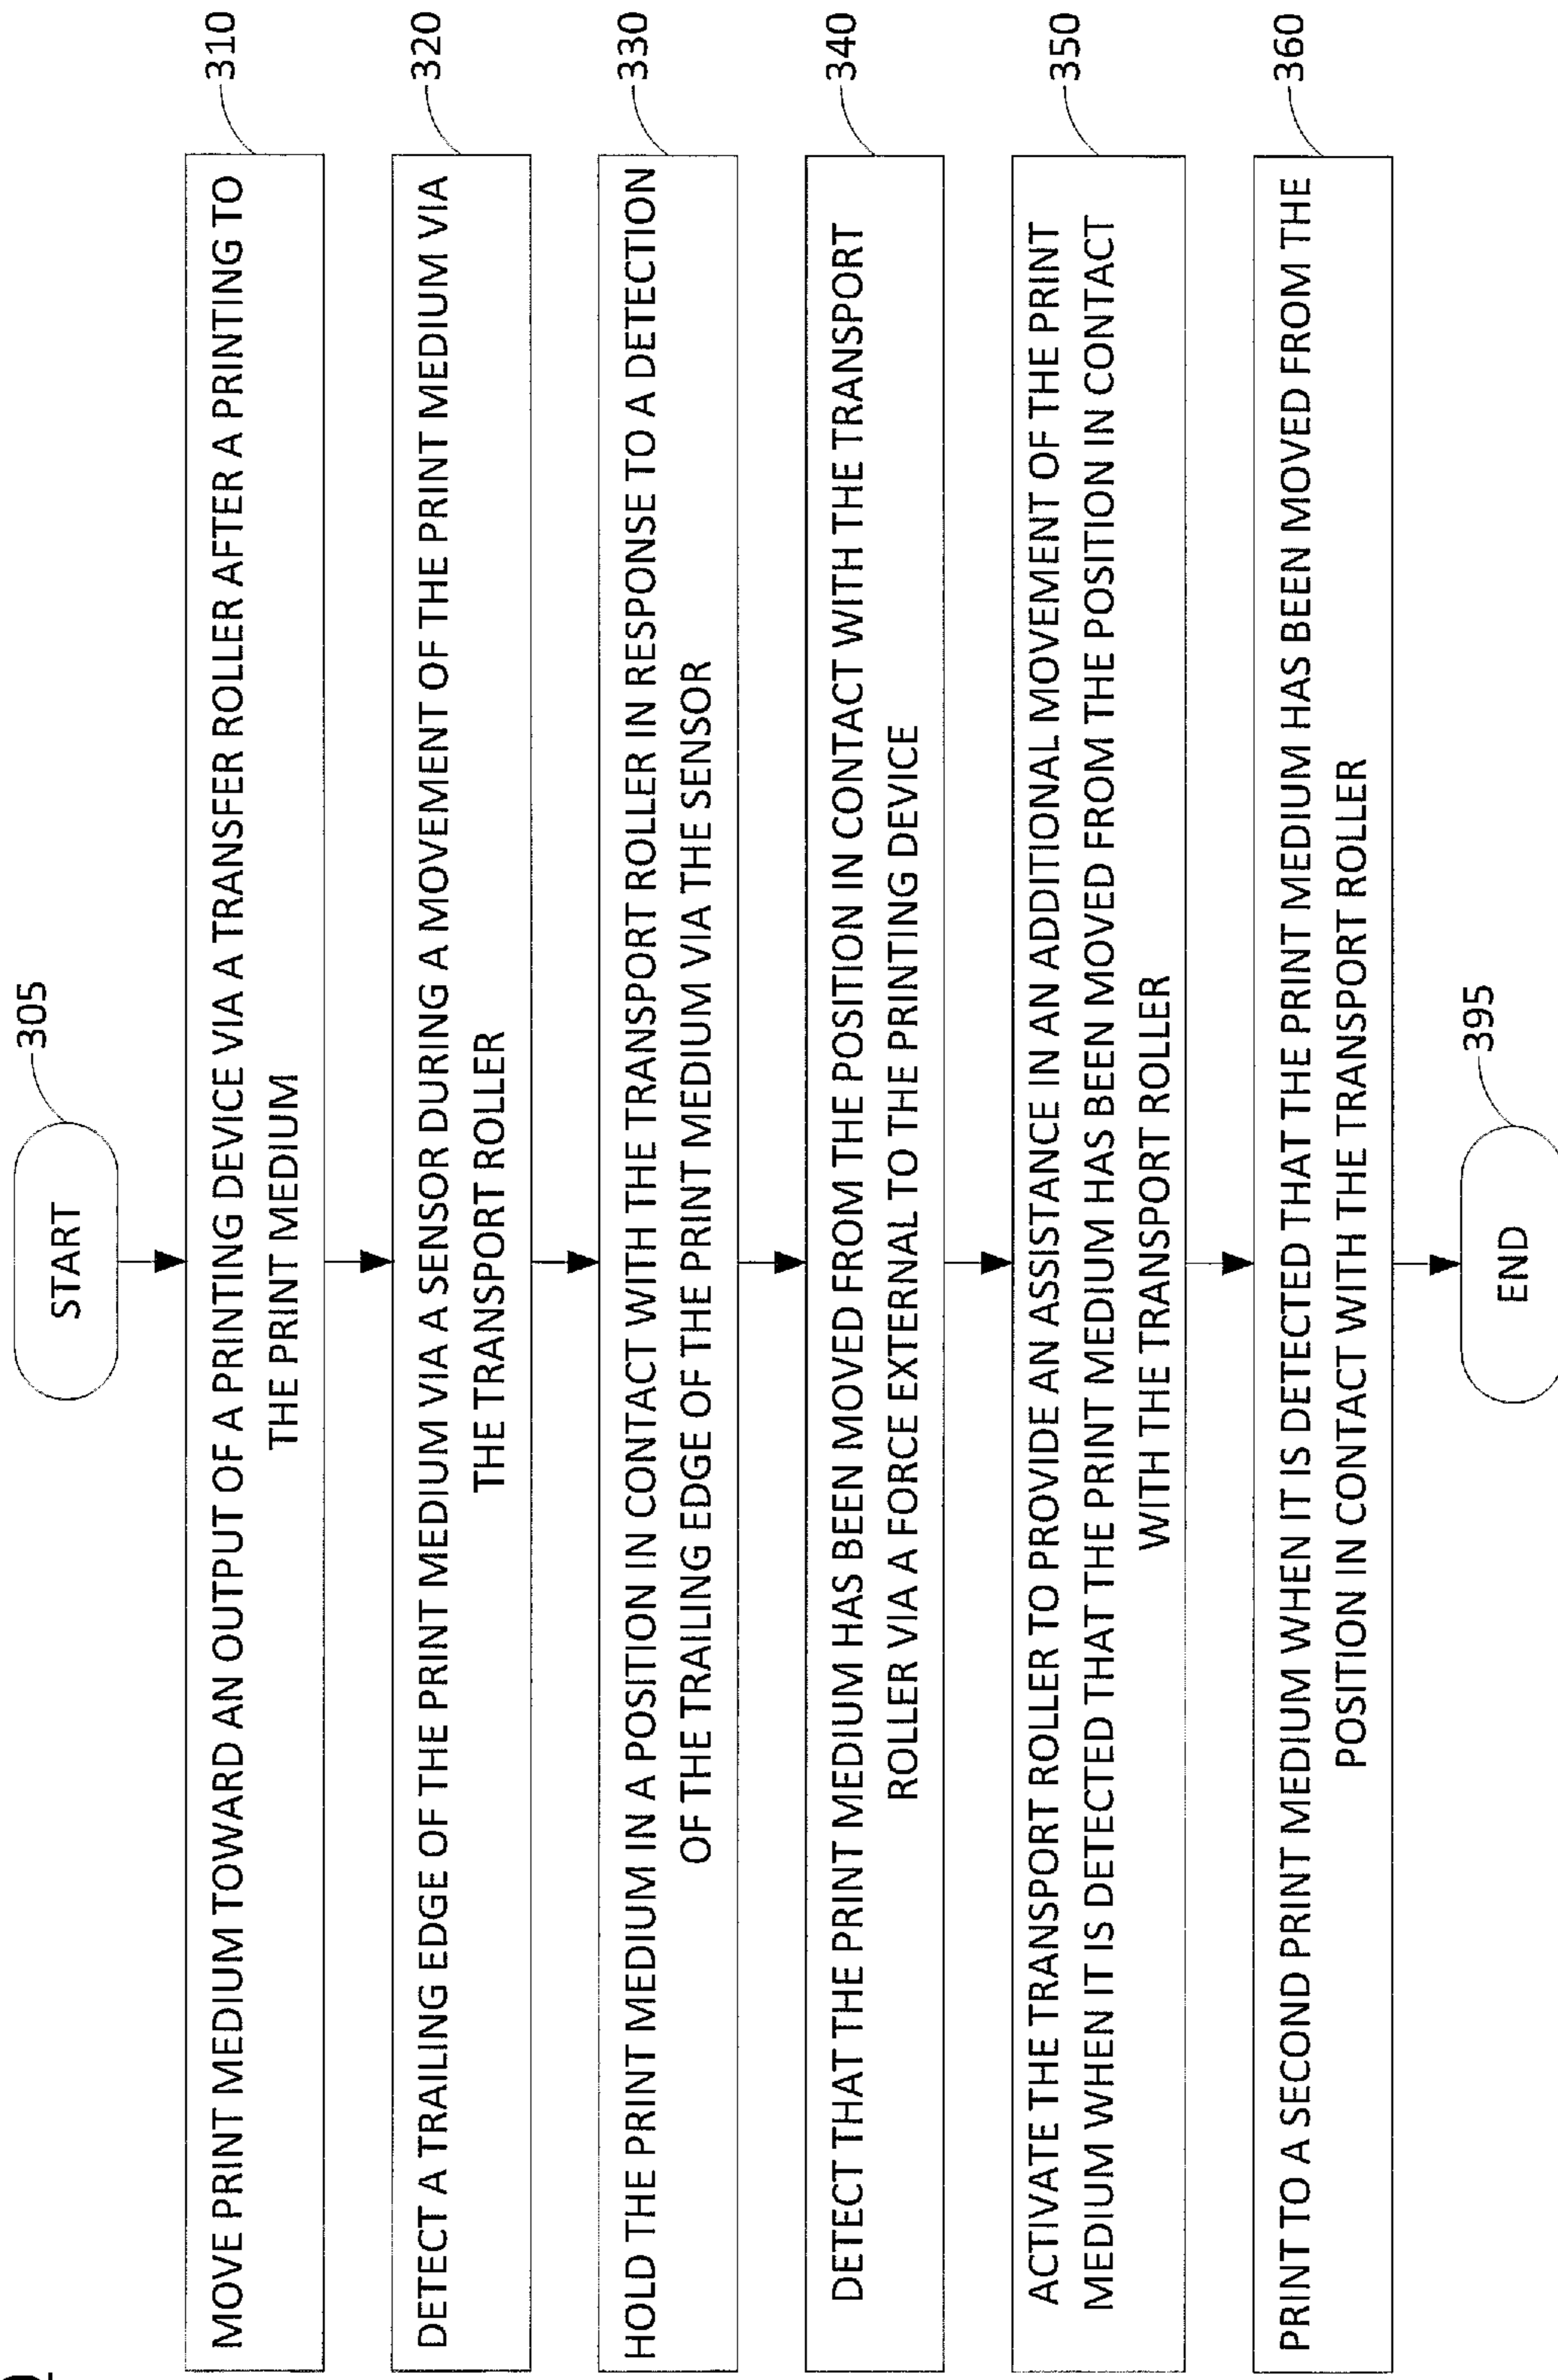 START
305
MOVE PRINT MEDIUM TOWARD AN OUTPUT OF A PRINTING DEVICE VIA A TRANSFER ROLLER AFTER A PRINTING TO
THE PRINT MEDIUM
310
DETECT A TRAILING EDGE OF THE PRINT MEDIUM VIA A SENSOR DURING A MOVEMENT OF THE PRINT MEDIUM VIA
THE TRANSPORT ROLLER
320
HOLD THE PRINT MEDIUM IN A POSITION IN CONTACT WITH THE TRANSPORT ROLLER IN RESPONSE TO A DETECTION
OF THE TRAILING EDGE OF THE PRINT MEDIUM VIA THE SENSOR
330
DETECT THAT THE PRINT MEDIUM HAS BEEN MOVED FROM THE POSITION IN CONTACT WITH THE TRANSPORT
ROLLER VIA A FORCE EXTERNAL TO THE PRINTING DEVICE
340
ACTIVATE THE TRANSPORT ROLLER TO PROVIDE AN ASSISTANCE IN AN ADDITIONAL MOVEMENT OF THE PRINT
MEDIUM WHEN IT IS DETECTED THAT THE PRINT MEDIUM HAS BEEN MOVED FROM THE POSITION IN CONTACT
WITH THE TRANSPORT ROLLER
350
PRINT TO A SECOND PRINT MEDIUM WHEN IT IS DETECTED THAT THE PRINT MEDIUM HAS BEEN MOVED FROM THE
POSITION IN CONTACT WITH THE TRANSPORT ROLLER
360
END
395